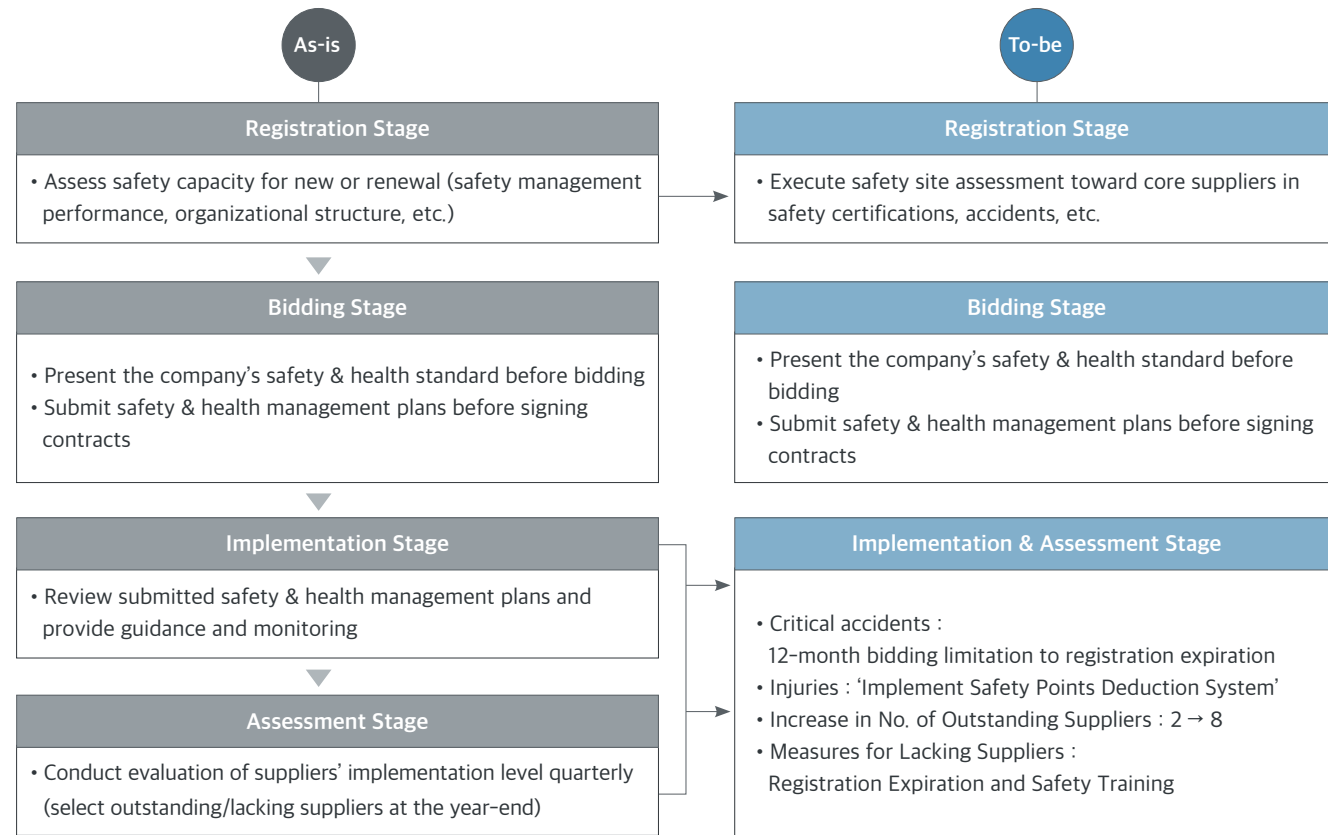 As-is
Registration Stage
• Assess safety capacity for new or renewal (safety management
performance, organizational structure, etc.)
Bidding Stage
• Present the company’s safety & health standard before bidding
• Submit safety & health management plans before signing
contracts
Implementation Stage
• Review submitted safety & health management plans and
provide guidance and monitoring
Assessment Stage
• Conduct evaluation of suppliers’ implementation level quarterly
(select outstanding/lacking suppliers at the year-end)
To-be
Registration Stage
• Execute safety site assessment toward core suppliers in
safety certifications, accidents, etc.
Bidding Stage
• Present the company’s safety & health standard before
bidding
• Submit safety & health management plans before signing
contracts
Implementation & Assessment Stage
• Critical accidents :
12-month bidding limitation to registration expiration
• Injuries : ‘Implement Safety Points Deduction System’
• Increase in No. of Outstanding Suppliers : 2 → 8
• Measures for Lacking Suppliers :
Registration Expiration and Safety Training